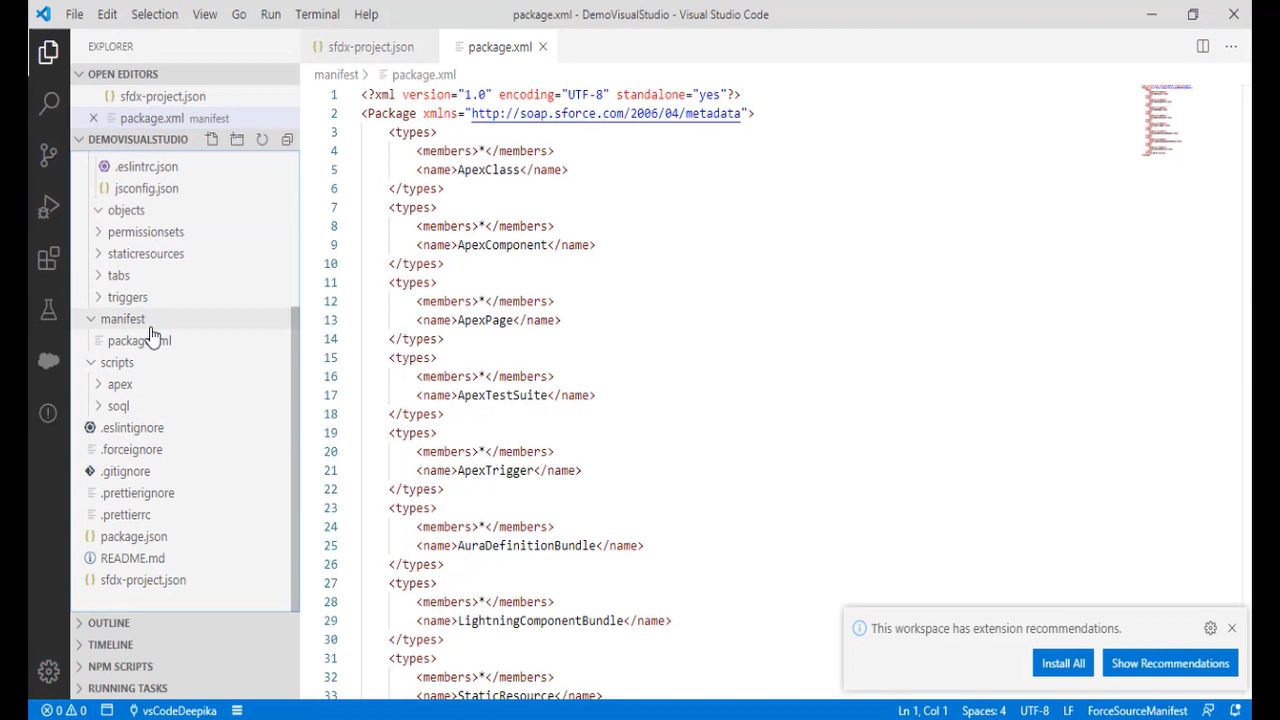 File Edit Selection View Go Run Terminal Help package.xml - DemoVisualStudio - Visual Studio Code
EXPLORER
OPEN EDITORS
sfdx-project.json
package.xml manifest
DEMOVISUALSTUDIO
.eslintrc.json
jsconfig.json
objects
permissionsets
staticresources
tabs
triggers
manifest
scripts
apex
soql
.eslintignore
.forceignore
.gitignore
.prettierignore
.prettierrc
package.json
README.md
sfdx-project.json
OUTLINE
TIMELINE
NPM SCRIPTS
RUNNING TASKS
sfdx-project.json package.xml
manifest > package.xml
1 <?xml version="1.0" encoding="UTF-8" standalone="yes"?>
2 <Package xmlns="http://soap.sforce.com/2006/04/metadata">
3 <types>
4 <members>*</members>
5 <name>ApexClass</name>
6 </types>
7 <types>
8 <members>*</members>
9 <name>ApexComponent</name>
10 </types>
11 <types>
12 <members>*</members>
13 <name>ApexPage</name>
14 </types>
15 <types>
16 <members>*</members>
17 <name>ApexTestSuite</name>
18 </types>
19 <types>
20 <members>*</members>
21 <name>ApexTrigger</name>
22 </types>
23 <types>
24 <members>*</members>
25 <name>AuraDefinitionBundle</name>
26 </types>
27 <types>
28 <members>*</members>
29 <name>LightningComponentBundle</name>
30 </types>
31 <types>
32 <members>*</members>
33 <name>StaticResource</name>
This workspace has extension recommendations.
Install All Show Recommendations
0 0 vsCodeDeepika Ln 1, Col 1 Spaces: 4 UTF-8 LF ForceSourceManifest